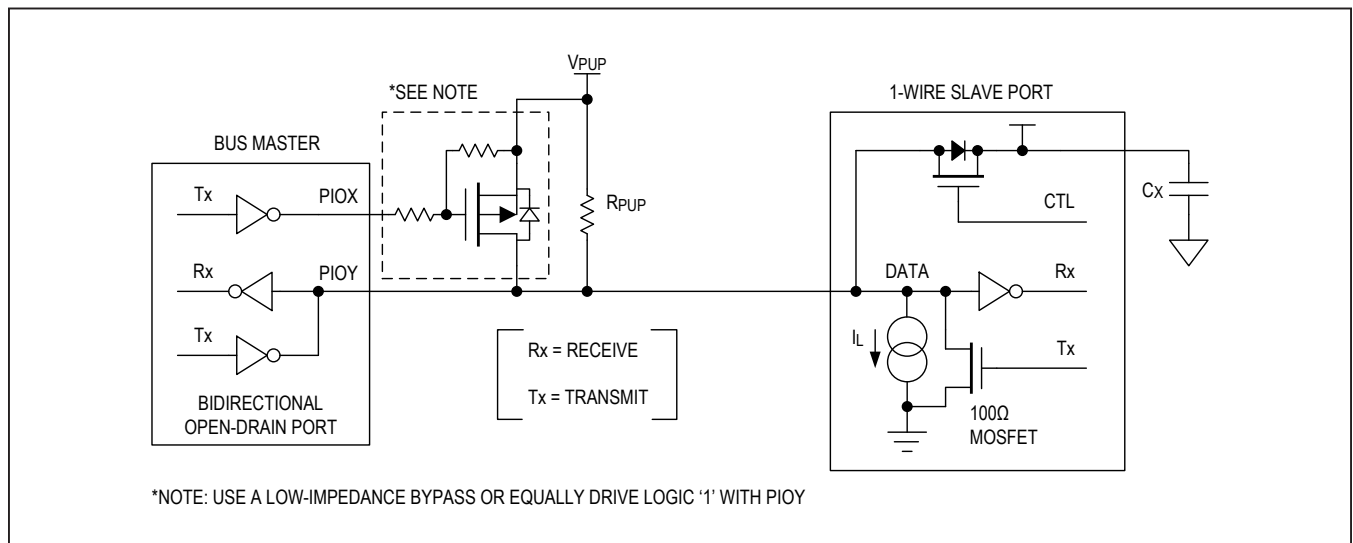 VPUP
*SEE NOTE
1-WIRE SLAVE PORT
BUS MASTER
Tx
PIOX
RPUP
CX
CTL
Rx
PIOY
DATA
Rx
Tx
IL
Rx = RECEIVE
Tx = TRANSMIT
Tx
BIDIRECTIONAL
OPEN-DRAIN PORT
100Ω
MOSFET
*NOTE: USE A LOW-IMPEDANCE BYPASS OR EQUALLY DRIVE LOGIC ‘1’ WITH PIOY